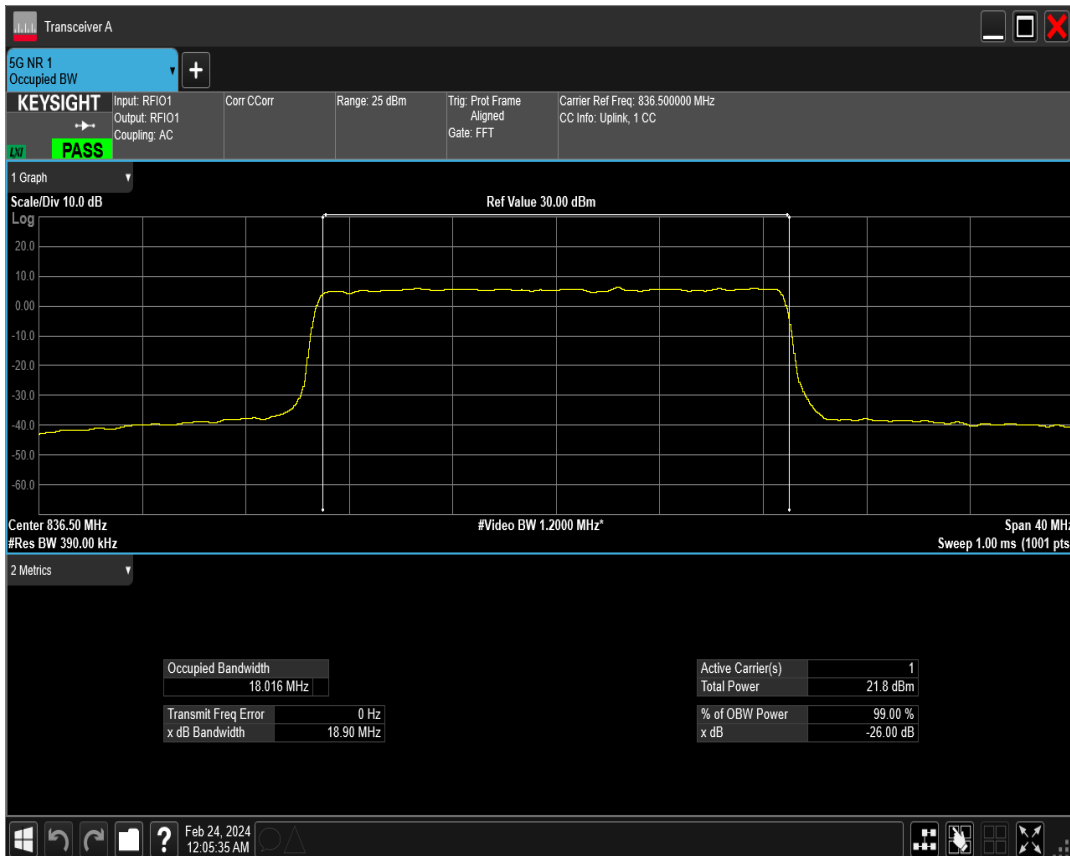 Transceiver A
5G NR 1
Occupied BW
+
KEYSIGHT
LXI
PASS
Input: RFIO1
Output: RFIO1
Coupling: AC
Corr CCorr
Range: 25 dBm
Trig: Prot Frame
Aligned
Gate: FFT
Carrier Ref Freq: 836.500000 MHz
CC Info: Uplink, 1 CC
1 Graph
Scale/Div 10.0 dB
Ref Value 30.00 dBm
Log
20.0
10.0
0.00
-10.0
-20.0
-30.0
-40.0
-50.0
-60.0
Center 836.50 MHz
#Video BW 1.2000 MHz*
Span 40 MHz
#Res BW 390.00 kHz
Sweep 1.00 ms (1001 pts
2 Metrics
Occupied Bandwidth
18.016 MHz
Transmit Freq Error 0 Hz
x dB Bandwidth 18.90 MHz
Active Carrier(s) 1
Total Power 21.8 dBm
% of OBW Power 99.00 %
x dB -26.00 dB
?
Feb 24, 2024
12:05:35 AM